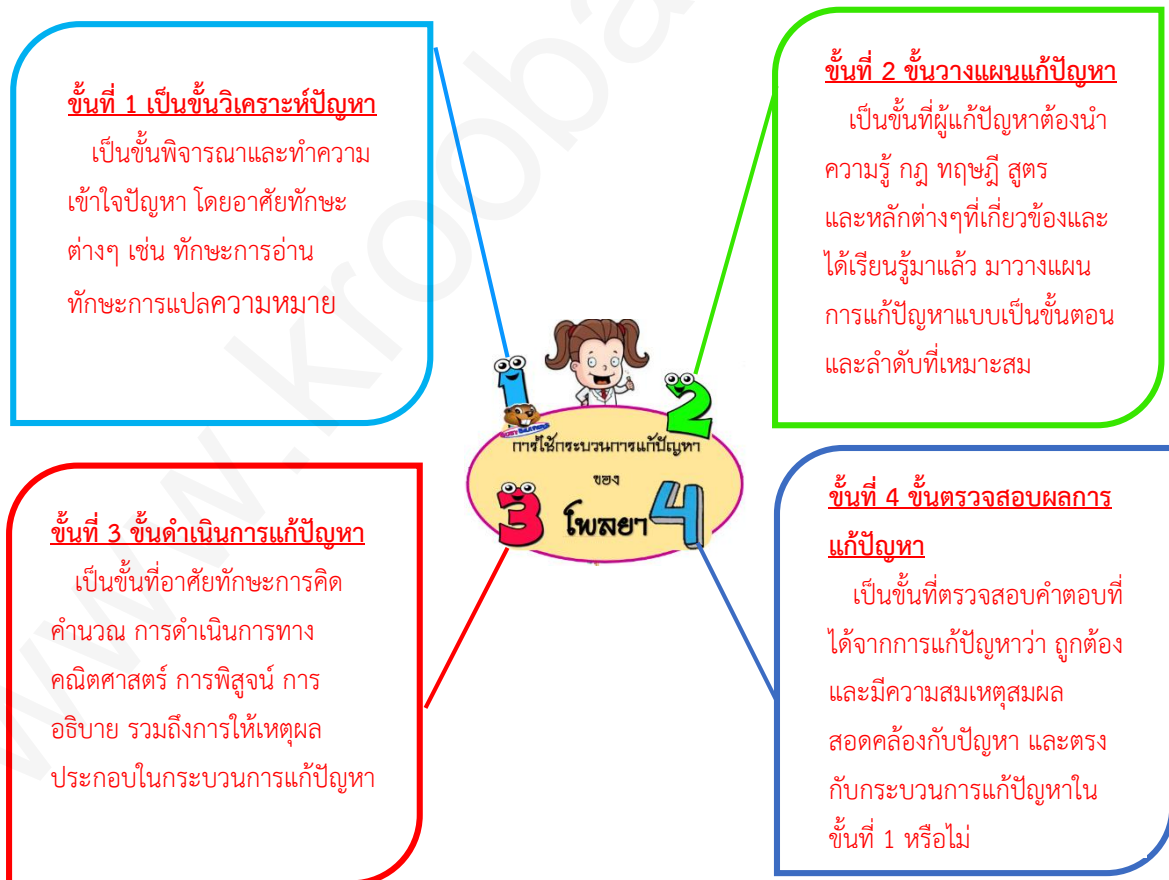 ขั้นที่ 1 เป็นขั้นวิเคราะห์ปัญหา
เป็นขั้นพิจารณาและทำความ
เข้าใจปัญหา โดยอาศัยทักษะ
ต่างๆ เช่น ทักษะการอ่าน
ทักษะการแปลความหมาย
ขั้นที่ 2 ขั้นวางแผนแก้ปัญหา
เป็นขั้นที่ผู้แก้ปัญหาต้องนำ
ความรู้ กฎ ทฤษฎี สูตร
และหลักต่างๆที่เกี่ยวข้องและ
ได้เรียนรู้มาแล้ว มาวางแผน
การแก้ปัญหาแบบเป็นขั้นตอน
และลำดับที่เหมาะสม
1
2
การใช้กระบวนการแก้ปัญหา
ของ
3 โพลยา 4
ขั้นที่ 3 ขั้นดำเนินการแก้ปัญหา
เป็นขั้นที่อาศัยทักษะการคิด
คำนวณ การดำเนินการทาง
คณิตศาสตร์ การพิสูจน์ การ
อธิบาย รวมถึงการให้เหตุผล
ประกอบในกระบวนการแก้ปัญหา
ขั้นที่ 4 ขั้นตรวจสอบผลการ
แก้ปัญหา
เป็นขั้นที่ตรวจสอบคำตอบที่
ได้จากการแก้ปัญหาว่า ถูกต้อง
และมีความสมเหตุสมผล
สอดคล้องกับปัญหา และตรง
กับกระบวนการแก้ปัญหาใน
ขั้นที่ 1 หรือไม่